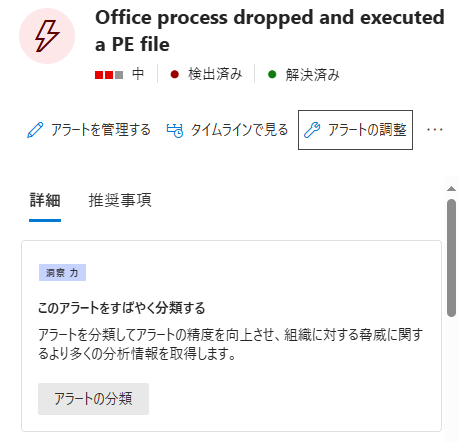 Office process dropped and executed
a PE file
中
検出済み
解決済み
アラートを管理する
タイムラインで見る
アラートの調整
…
詳細
推奨事項
洞察 力
このアラートをすばやく分類する
アラートを分類してアラートの精度を向上させ、組織に対する脅威に関す
るより多くの分析情報を取得します。
アラートの分類